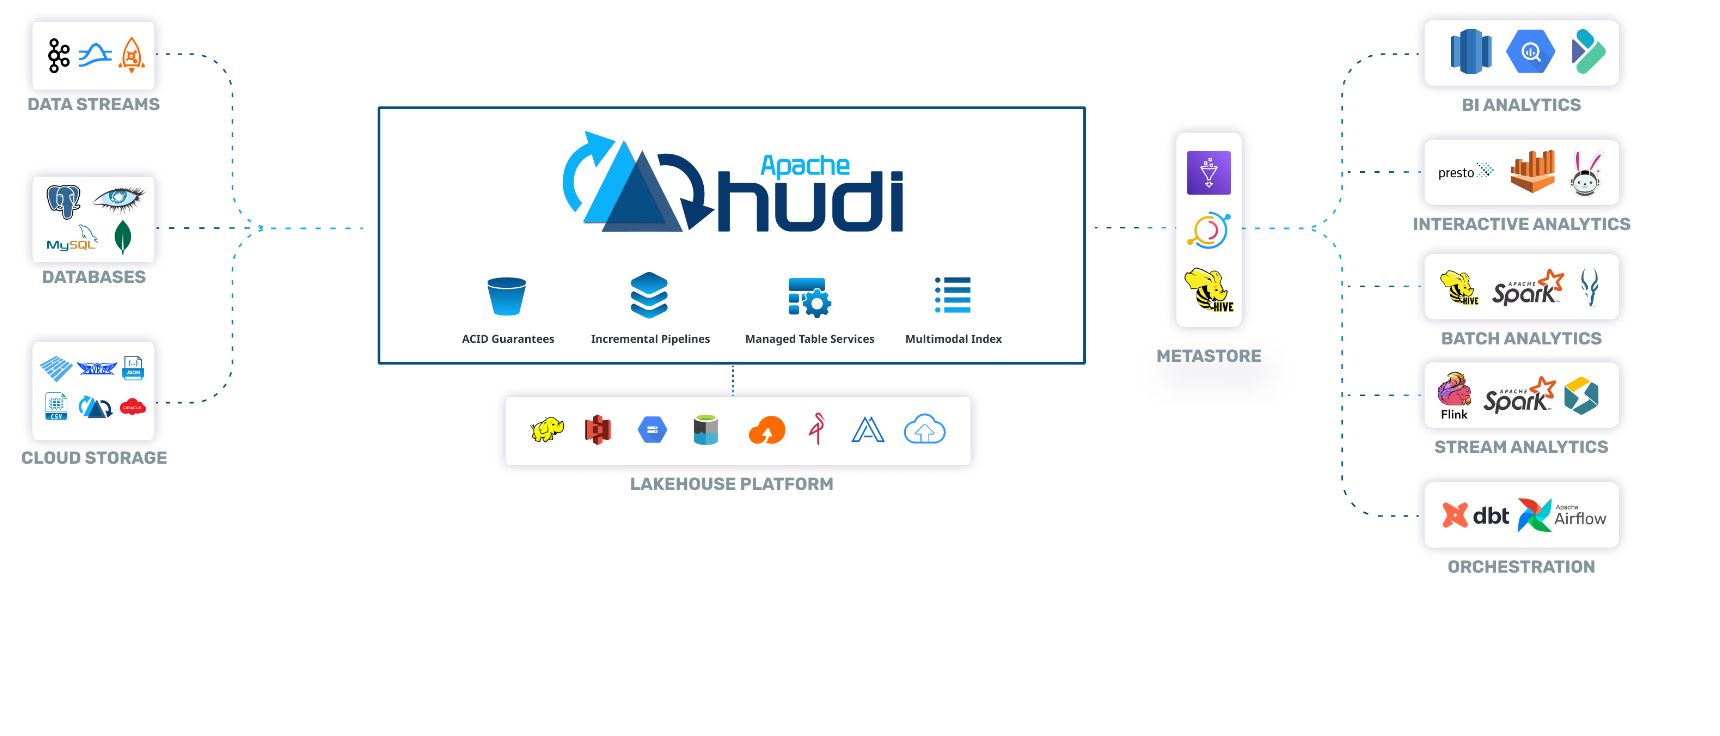 DATA STREAMS
MySQL
DATABASES
JSON
CSV
ORACLE
CLOUD STORAGE
Apache
hudi
ACID Guarantees
Incremental Pipelines
Managed Table Services
Multimodal Index
LAKEHOUSE PLATFORM
HIVE
METASTORE
BI ANALYTICS
presto
INTERACTIVE ANALYTICS
HIVE
APACHE
Spark
BATCH ANALYTICS
Flink
APACHE
Spark
STREAM ANALYTICS
dbt
Apache
Airflow
ORCHESTRATION